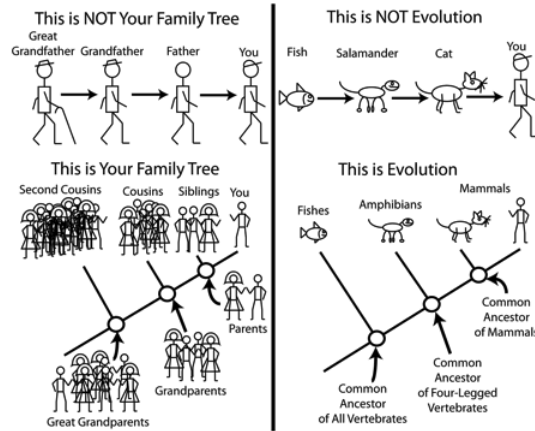 This is NOT Your Family Tree
Great
Grandfather
Grandfather
Father
You
This is Your Family Tree
Second Cousins
Cousins
Siblings
You
Parents
Grandparents
Great Grandparents
This is NOT Evolution
Fish
Salamander
Cat
You
This is Evolution
Fishes
Amphibians
Mammals
Common
Ancestor
of Mammals
Common
Ancestor
of Four-Legged
Vertebrates
Common
Ancestor
of All Vertebrates